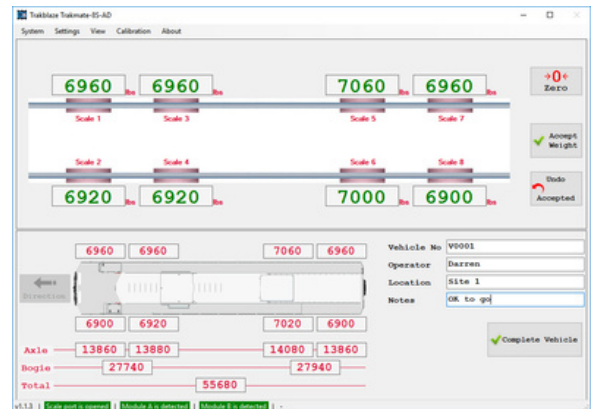 Trakblaze Trakmate-8S-AD
System Settings View Calibration About
6960 lbs 6960 lbs 7060 lbs 6960 lbs
→0←
Zero
Scale 1 Scale 3 Scale 5 Scale 7
Accept
Weight
Scale 2 Scale 4 Scale 6 Scale 8
Undo
Accepted
6920 lbs 6920 lbs 7000 lbs 6900 lbs
6960 6960 7060 6960
Vehicle No V0001
Operator Darren
Location Site 1
Notes OK to go
Direction
6900 6920 7020 6900
Complete Vehicle
Axle 13860 13880 14080 13860
Bogie 27740 27940
Total 55680
v1.1.3 | Scale port is opened | Module A is detected | Module B is detected | -